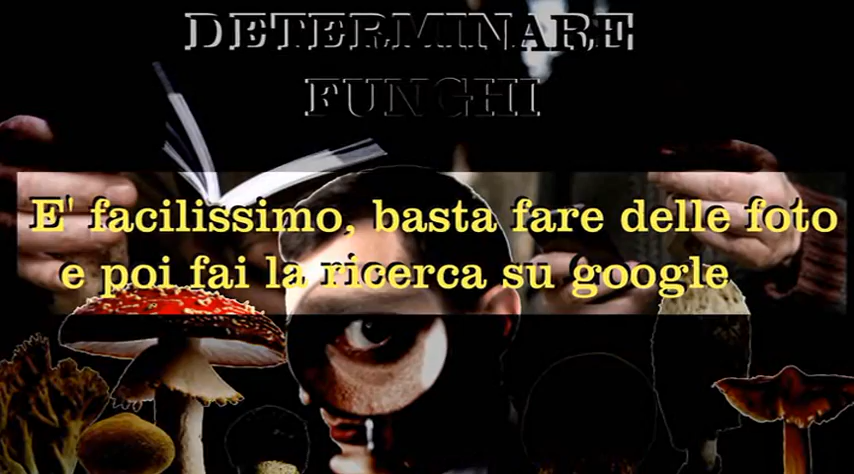 DETERMINARE
FUNGHI
E' facilissimo, basta fare delle foto
e poi fai la ricerca su google